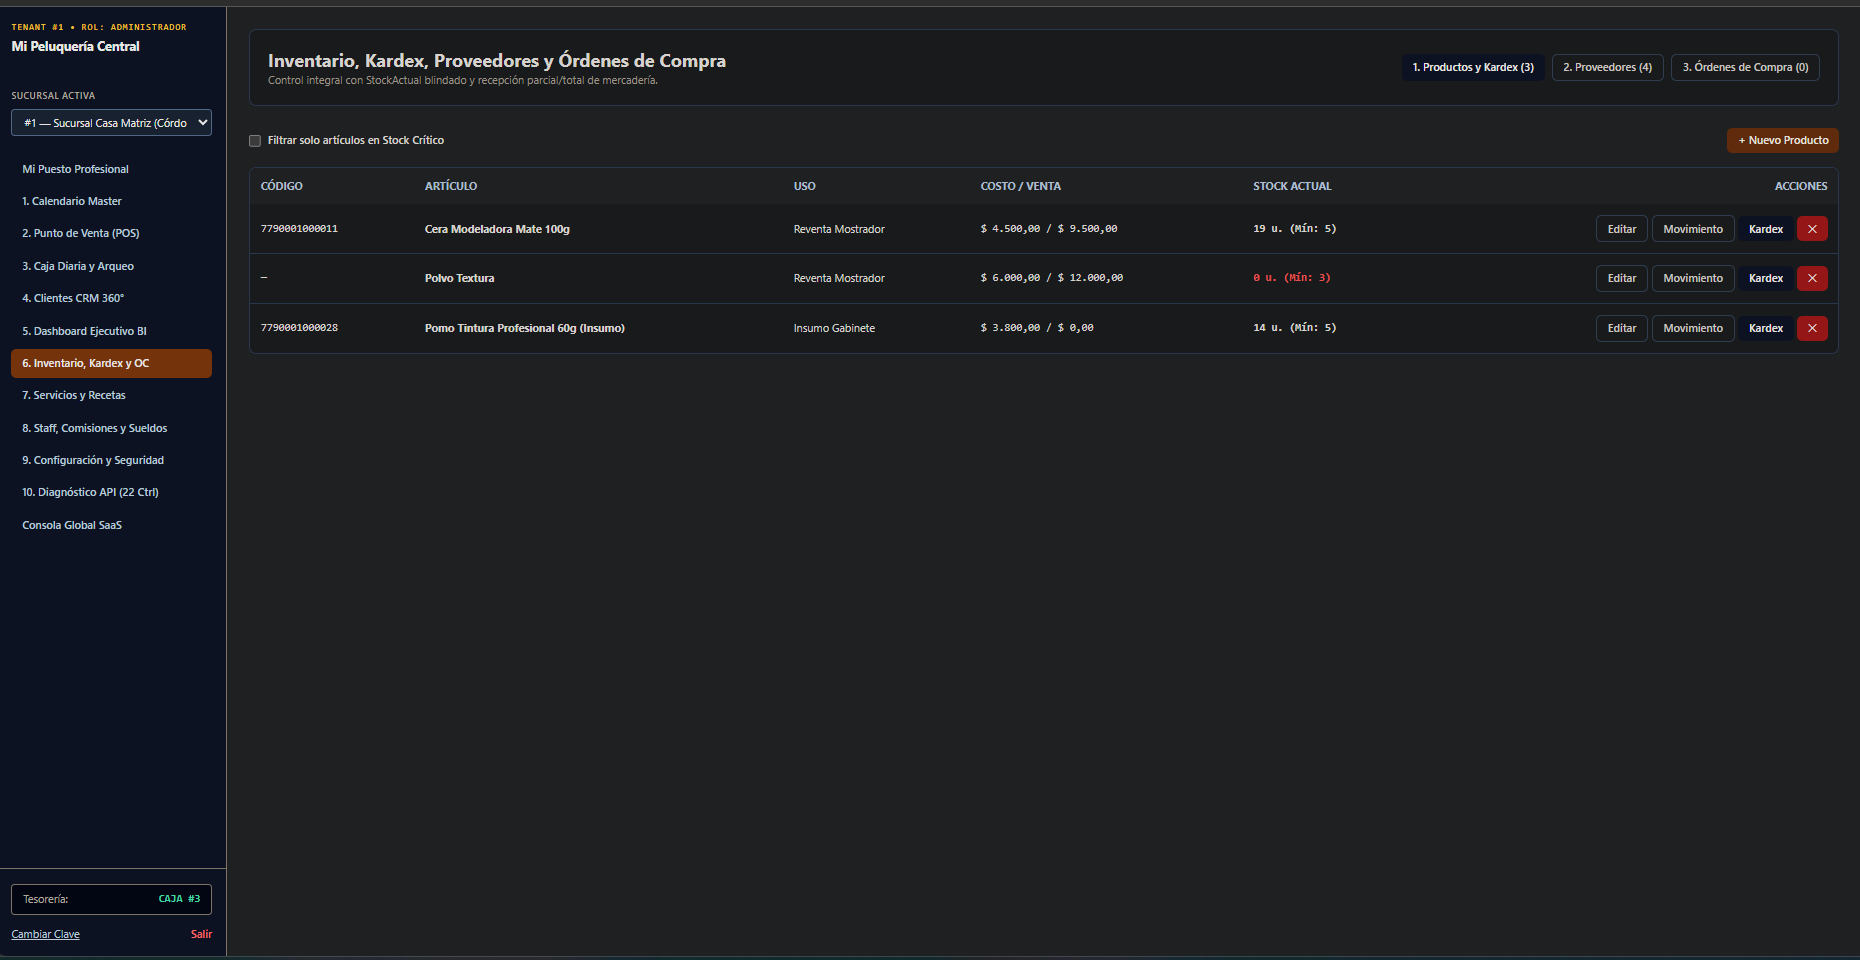 TENANT #1 • ROL: ADMINISTRADOR
Mi Peluquería Central
SUCURSAL ACTIVA
#1 — Sucursal Casa Matriz (Córdo
Mi Puesto Profesional
1. Calendario Master
2. Punto de Venta (POS)
3. Caja Diaria y Arqueo
4. Clientes CRM 360°
5. Dashboard Ejecutivo BI
6. Inventario, Kardex y OC
7. Servicios y Recetas
8. Staff, Comisiones y Sueldos
9. Configuración y Seguridad
10. Diagnóstico API (22 Ctrl)
Consola Global SaaS
Tesorería: CAJA #3
Cambiar Clave Salir
Inventario, Kardex, Proveedores y Órdenes de Compra
Control integral con StockActual blindado y recepción parcial/total de mercadería.
1. Productos y Kardex (3) 2. Proveedores (4) 3. Órdenes de Compra (0)
Filtrar solo artículos en Stock Crítico + Nuevo Producto
CÓDIGO ARTÍCULO USO COSTO / VENTA STOCK ACTUAL ACCIONES
7790001000011 Cera Modeladora Mate 100g Reventa Mostrador $ 4.500,00 / $ 9.500,00 19 u. (Mín: 5) Editar Movimiento Kardex ✕
— Polvo Textura Reventa Mostrador $ 6.000,00 / $ 12.000,00 0 u. (Mín: 3) Editar Movimiento Kardex ✕
7790001000028 Pomo Tintura Profesional 60g (Insumo) Insumo Gabinete $ 3.800,00 / $ 0,00 14 u. (Mín: 5) Editar Movimiento Kardex ✕